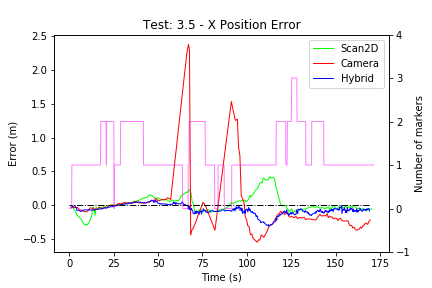 Test: 3.5 - X Position Error
Scan2D
Camera
Hybrid
Error (m)
2.5
2.0
1.5
1.0
0.5
0.0
−0.5
Number of markers
4
3
2
1
0
−1
0 25 50 75 100 125 150 175
Time (s)